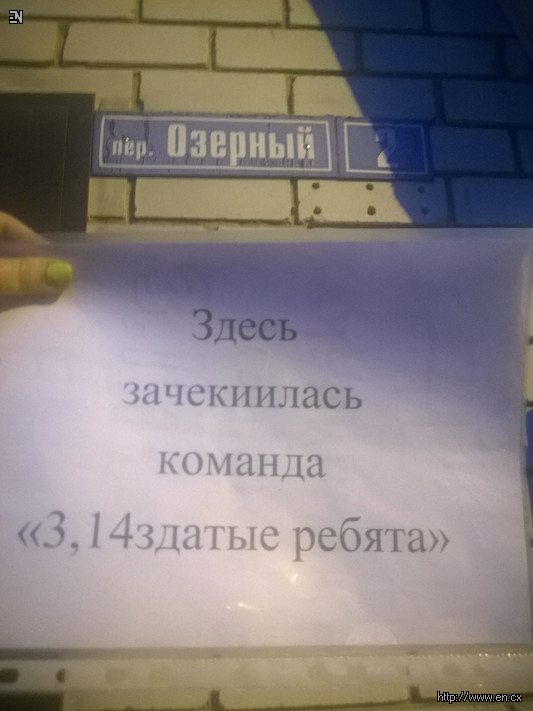 EN
пер. Озерный 2
Здесь
зачекиилась
команда
«3,14здатые ребята»
http://www.en.cx